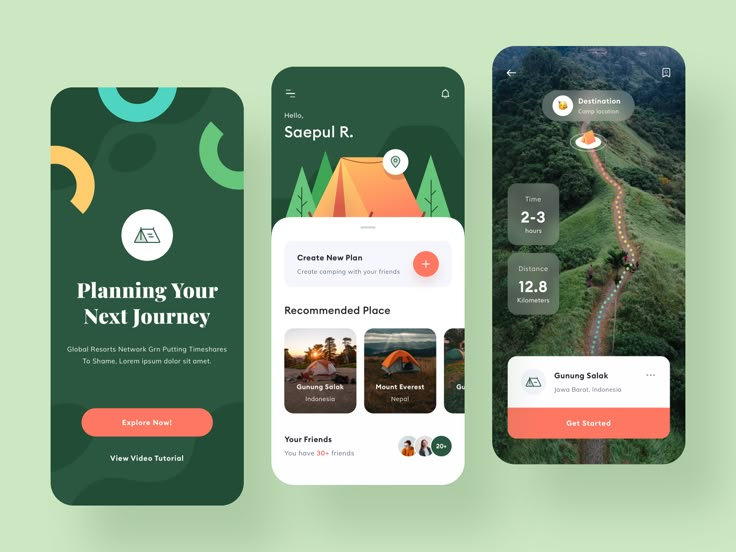 Planning Your
Next Journey
Global Resorts Network Grn Putting Timeshares
To Shame, Lorem ipsum dolor sit amet.
Explore Now!
View Video Tutorial
Hello,
Saepul R.
Create New Plan
Create camping with your friends
Recommended Place
Gunung Salak
Indonesia
Mount Everest
Nepal
Gu
Your Friends
You have 30+ friends
20+
Destination
Camp location
Time
2-3
hours
Distance
12.8
Kilometers
Gunung Salak
Jawa Barat, Indonesia
Get Started